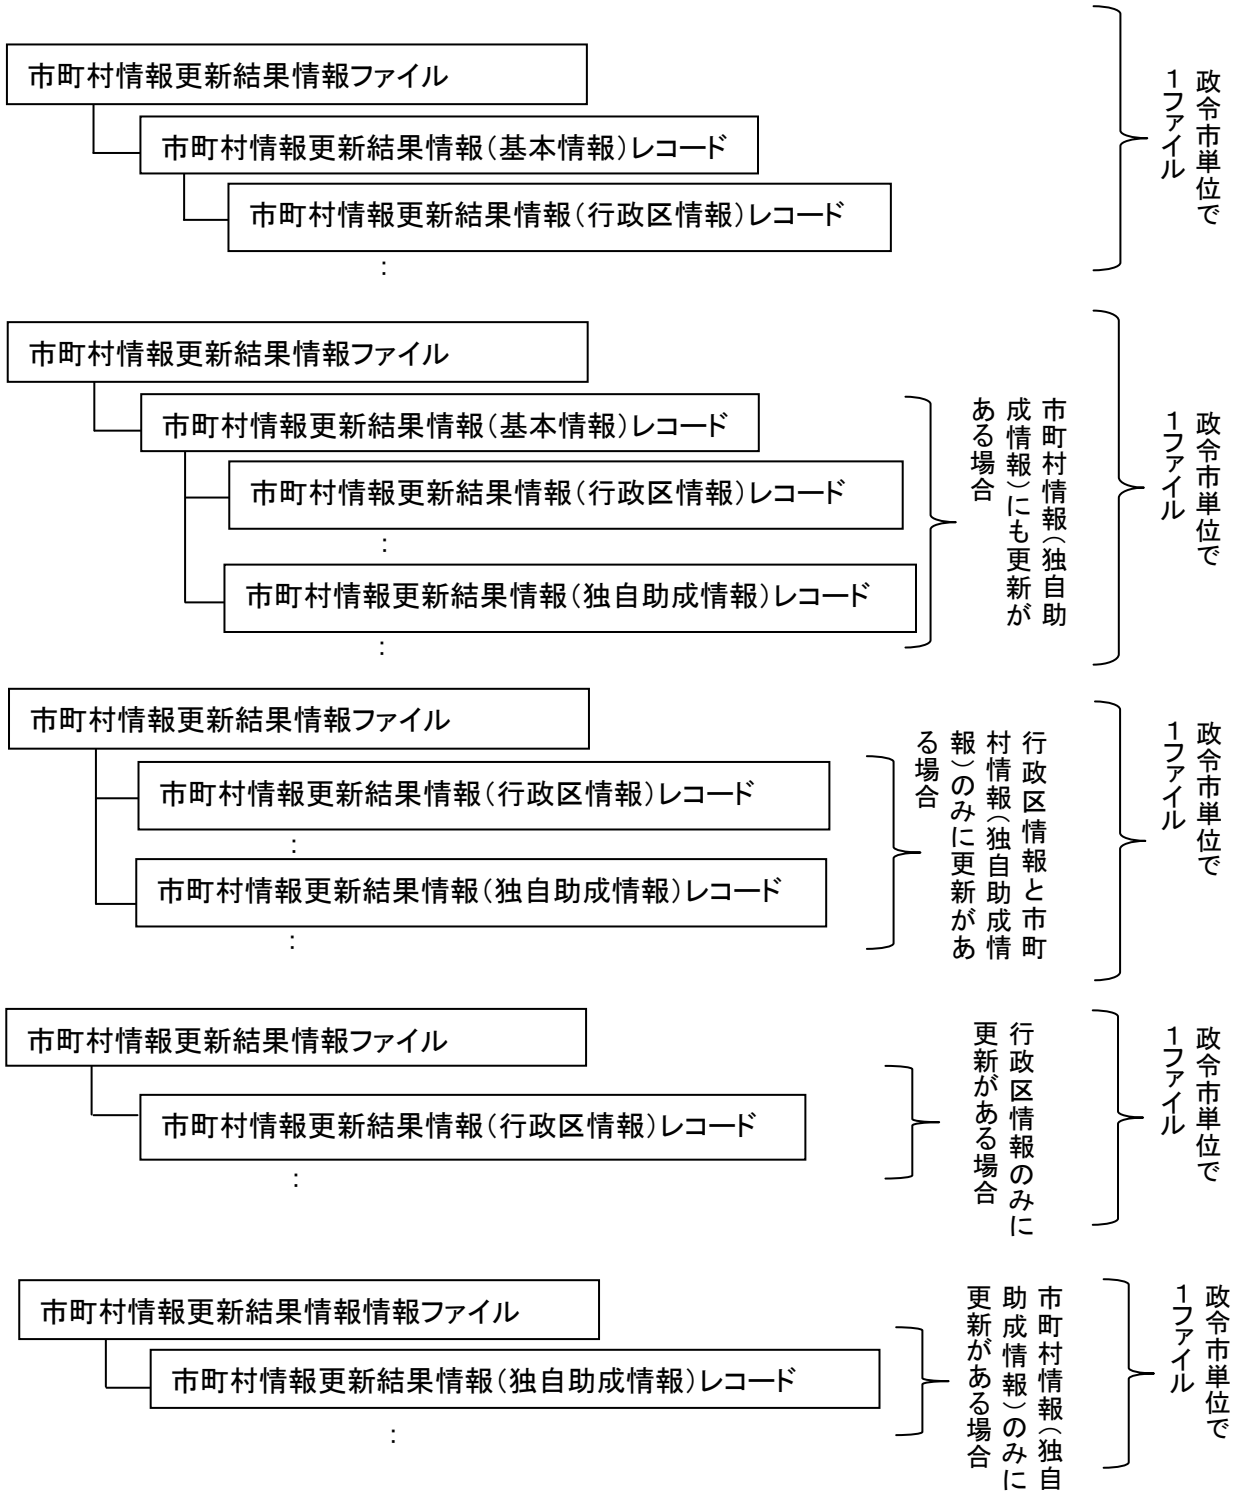 市町村情報更新結果情報ファイル
市町村情報更新結果情報(基本情報)レコード
市町村情報更新結果情報(行政区情報)レコード
:
政令市単位で
1ファイル
市町村情報更新結果情報ファイル
市町村情報更新結果情報(基本情報)レコード
市町村情報更新結果情報(行政区情報)レコード
:
市町村情報更新結果情報(独自助成情報)レコード
:
市町村情報(独自助
成情報)にも更新が
ある場合
政令市単位で
1ファイル
市町村情報更新結果情報ファイル
市町村情報更新結果情報(行政区情報)レコード
:
市町村情報更新結果情報(独自助成情報)レコード
:
行政区情報と市町
村情報(独自助成情
報)のみに更新があ
る場合
政令市単位で
1ファイル
市町村情報更新結果情報ファイル
市町村情報更新結果情報(行政区情報)レコード
:
行政区情報のみに
更新がある場合
政令市単位で
1ファイル
市町村情報更新結果情報情報ファイル
市町村情報更新結果情報(独自助成情報)レコード
:
市町村情報(独自
助成情報)のみに
更新がある場合
政令市単位で
1ファイル